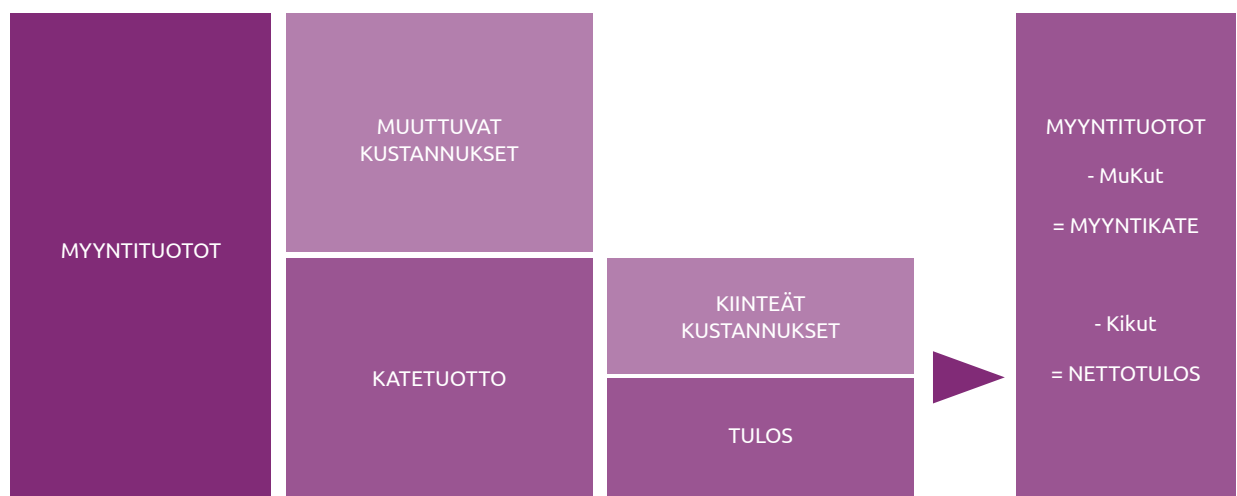 MYYNTITUOTOT
MUUTTUVAT
KUSTANNUKSET
KATETUOTTO
KIINTEÄT
KUSTANNUKSET
TULOS
MYYNTITUOTOT
- MuKut
= MYYNTIKATE
- Kikut
= NETTOTULOS